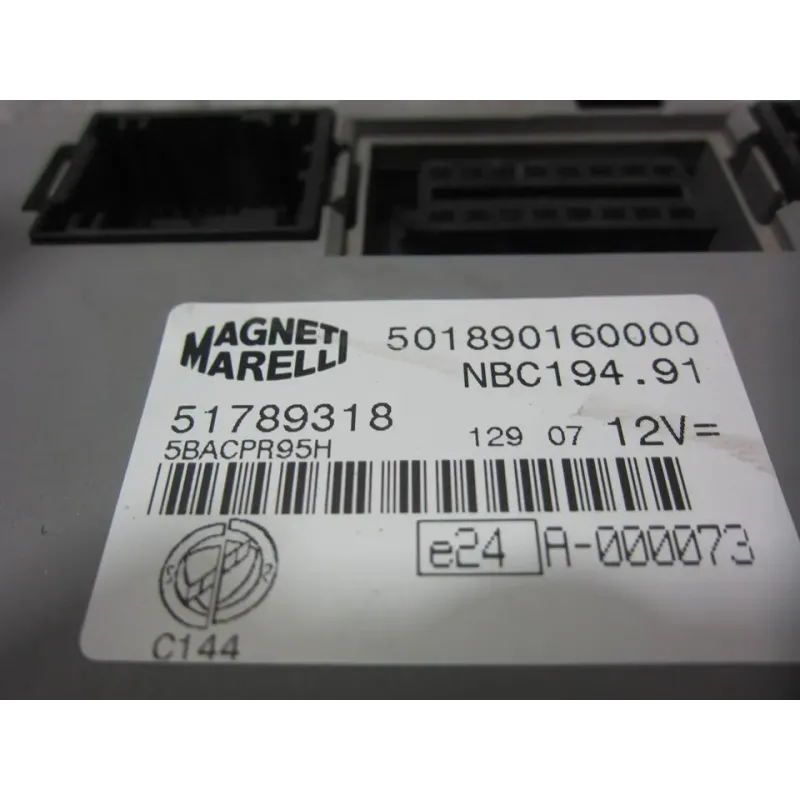 MAGNETI
MARELLI
501890160000
NBC194.91
51789318
5BACPR95H
129 07 12V=
e24 A-000073
C144